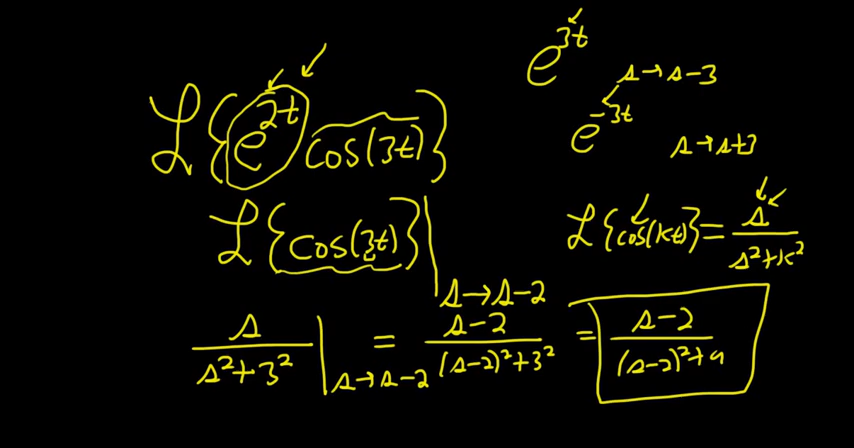 e^{3t}
s → s-3
ℒ{e^{2t} cos(3t)}
e^{-3t}
s → s+3
ℒ{cos(3t)}|_{s → s-2}
ℒ{cos(kt)} = s/(s²+k²)
s/(s²+3²)|_{s → s-2} = (s-2)/((s-2)²+3²) = (s-2)/((s-2)²+9)